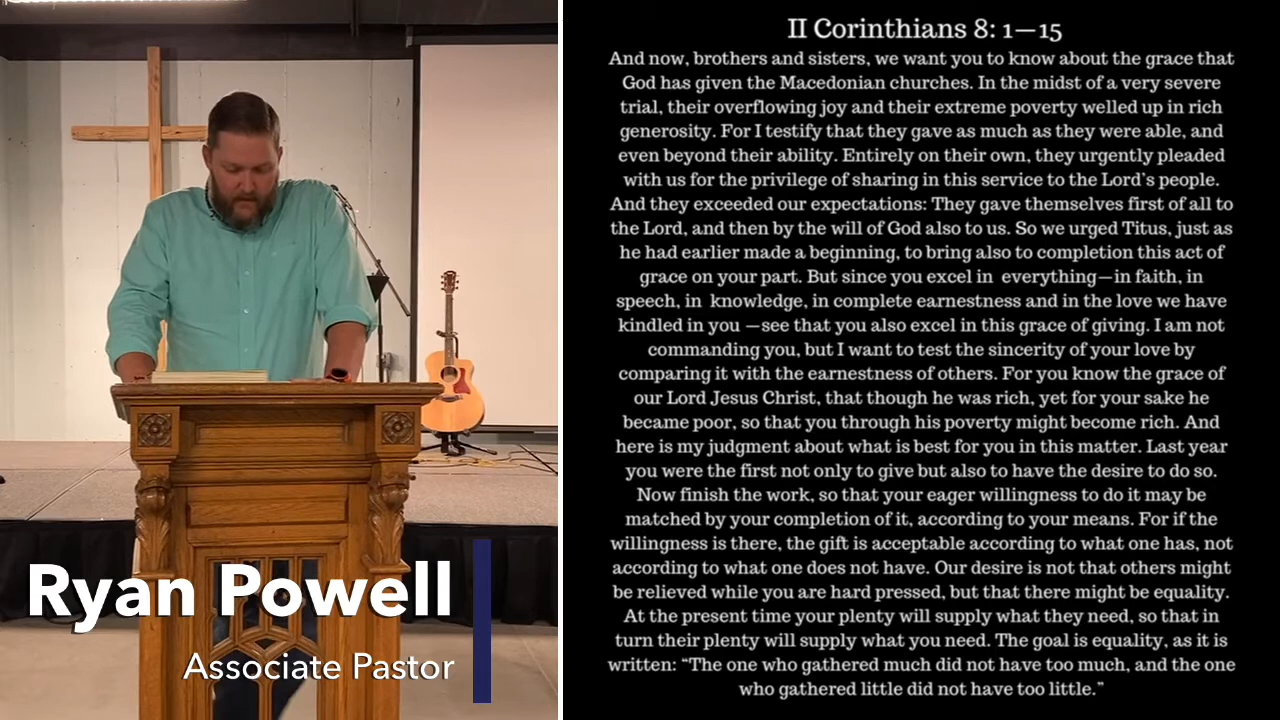 Ryan Powell
Associate Pastor
II Corinthians 8: 1—15
And now, brothers and sisters, we want you to know about the grace that
God has given the Macedonian churches. In the midst of a very severe
trial, their overflowing joy and their extreme poverty welled up in rich
generosity. For I testify that they gave as much as they were able, and
even beyond their ability. Entirely on their own, they urgently pleaded
with us for the privilege of sharing in this service to the Lord's people.
And they exceeded our expectations: They gave themselves first of all to
the Lord, and then by the will of God also to us. So we urged Titus, just as
he had earlier made a beginning, to bring also to completion this act of
grace on your part. But since you excel in everything—in faith, in
speech, in knowledge, in complete earnestness and in the love we have
kindled in you —see that you also excel in this grace of giving. I am not
commanding you, but I want to test the sincerity of your love by
comparing it with the earnestness of others. For you know the grace of
our Lord Jesus Christ, that though he was rich, yet for your sake he
became poor, so that you through his poverty might become rich. And
here is my judgment about what is best for you in this matter. Last year
you were the first not only to give but also to have the desire to do so.
Now finish the work, so that your eager willingness to do it may be
matched by your completion of it, according to your means. For if the
willingness is there, the gift is acceptable according to what one has, not
according to what one does not have. Our desire is not that others might
be relieved while you are hard pressed, but that there might be equality.
At the present time your plenty will supply what they need, so that in
turn their plenty will supply what you need. The goal is equality, as it is
written: “The one who gathered much did not have too much, and the one
who gathered little did not have too little.”